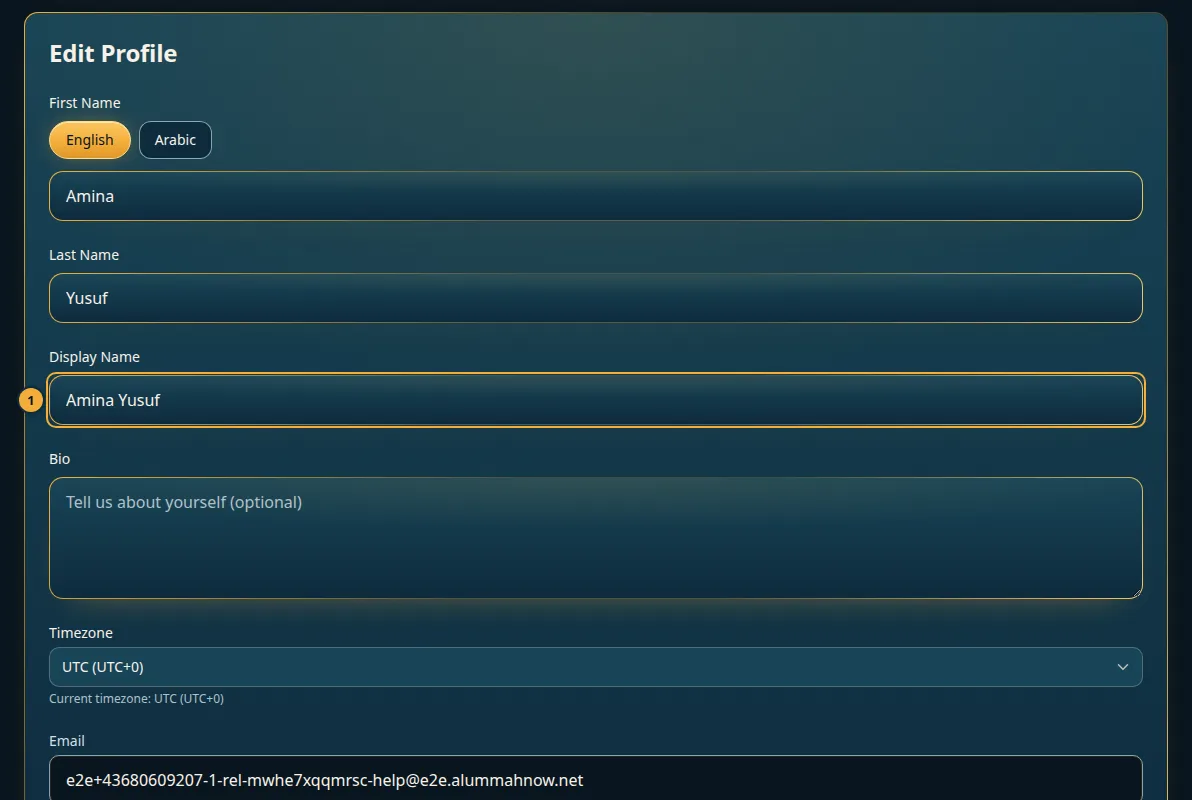 Edit Profile
First Name
English
Arabic
Amina
Last Name
Yusuf
Display Name
1
Amina Yusuf
Bio
Tell us about yourself (optional)
Timezone
UTC (UTC+0)
Current timezone: UTC (UTC+0)
Email
e2e+43680609207-1-rel-mwhe7xqqmrsc-help@e2e.alummahnow.net